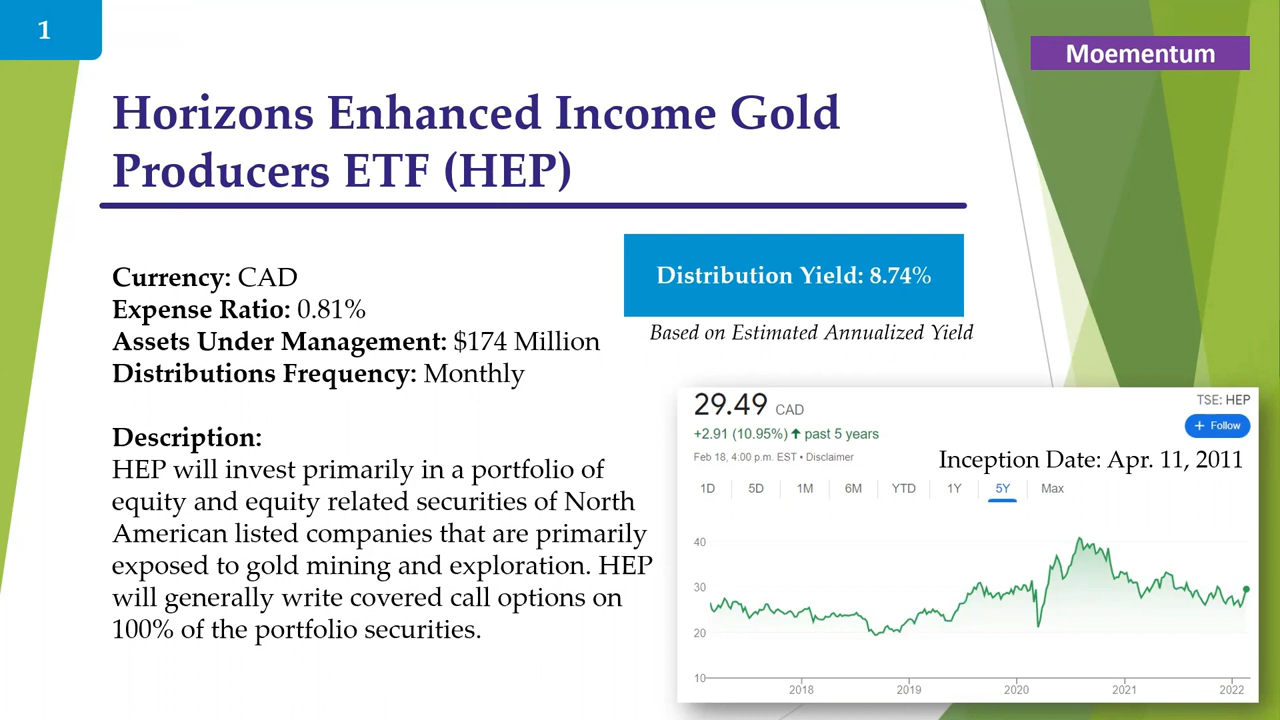 1
Moementum
Horizons Enhanced Income Gold
Producers ETF (HEP)
Currency: CAD
Expense Ratio: 0.81%
Assets Under Management: $174 Million
Distributions Frequency: Monthly
Distribution Yield: 8.74%
Based on Estimated Annualized Yield
Description:
HEP will invest primarily in a portfolio of
equity and equity related securities of North
American listed companies that are primarily
exposed to gold mining and exploration. HEP
will generally write covered call options on
100% of the portfolio securities.
29.49 CAD
TSE: HEP
+2.91 (10.95%) ↑ past 5 years
+ Follow
Feb 18, 4:00 p.m. EST • Disclaimer
Inception Date: Apr. 11, 2011
1D 5D 1M 6M YTD 1Y 5Y Max
40
30
20
10
2018 2019 2020 2021 2022